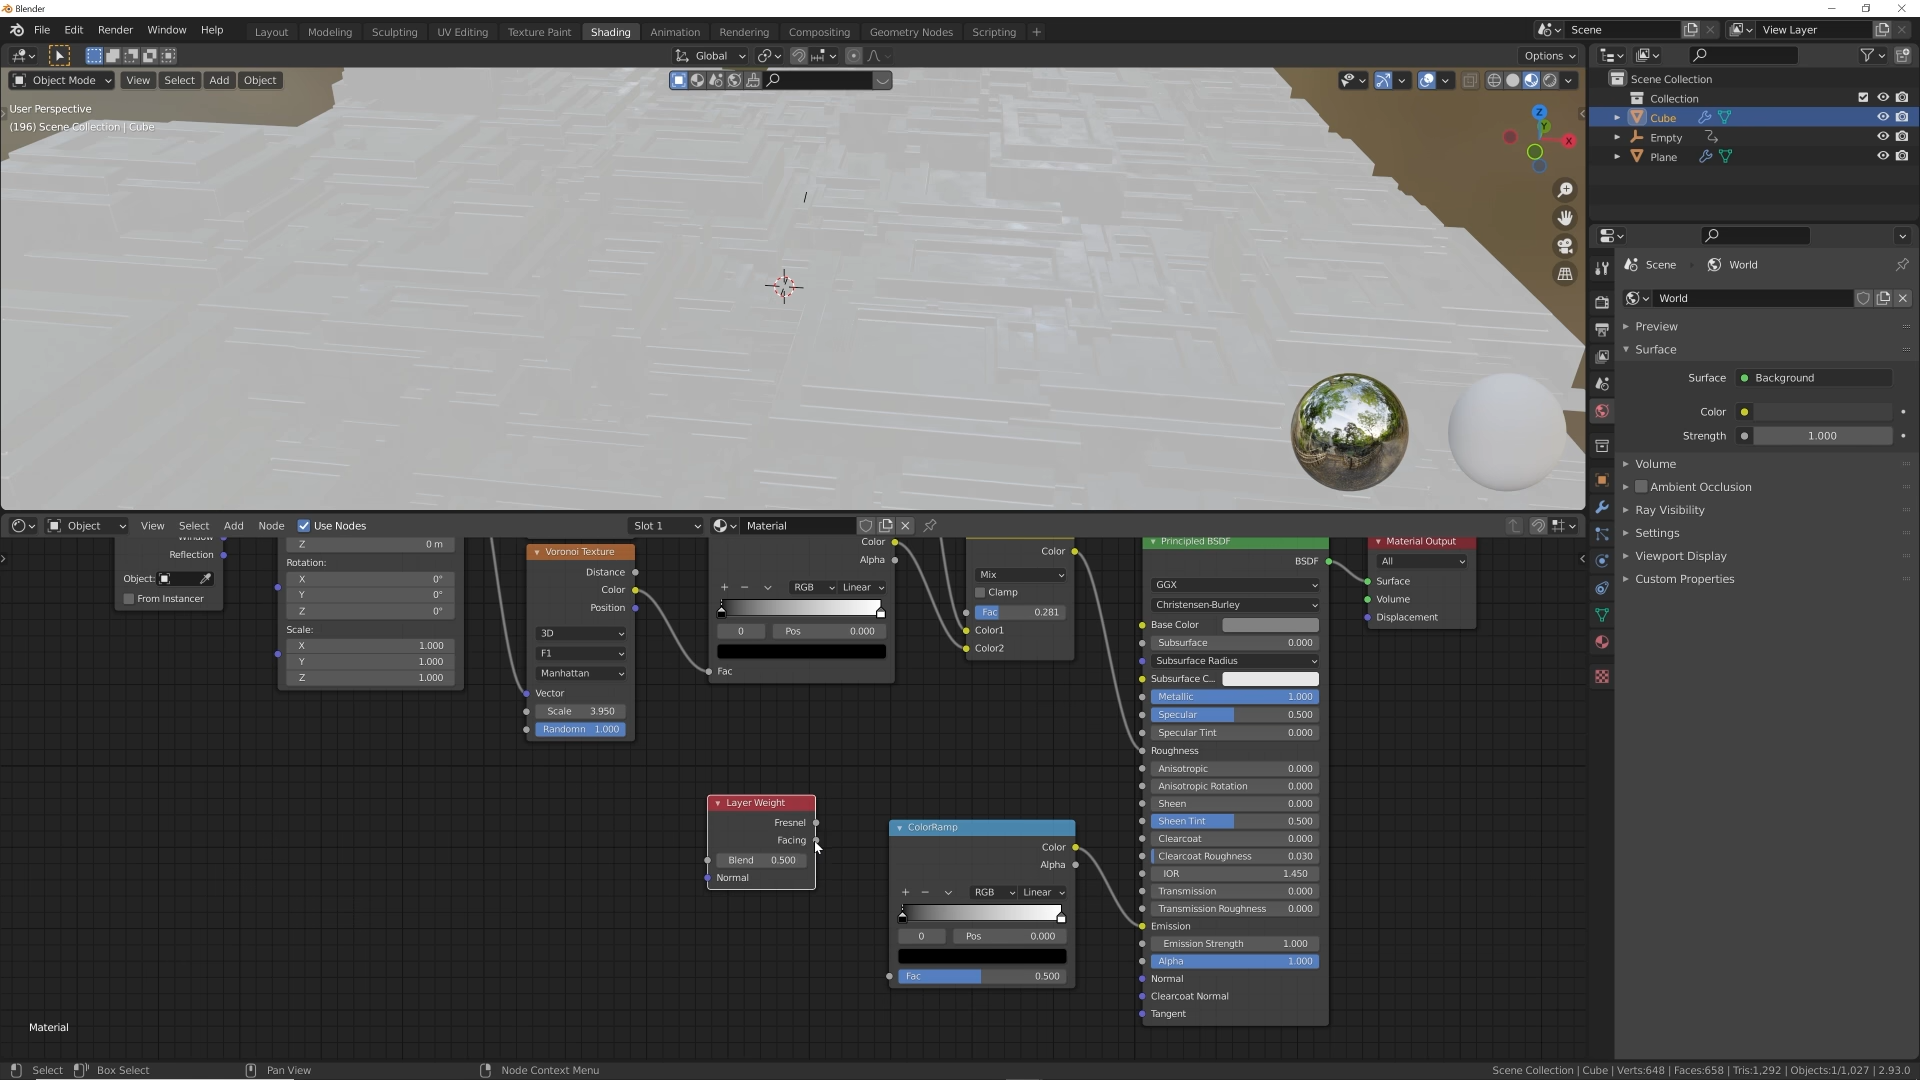 Blender
File Edit Render Window Help
Layout Modeling Sculpting UV Editing Texture Paint Shading Animation Rendering Compositing Geometry Nodes Scripting +
Scene
View Layer
Global
Options
Object Mode View Select Add Object
User Perspective
(196) Scene Collection | Cube
Z
Y
X
Scene Collection
Collection
Cube
Empty
Plane
Scene World
World
Preview
Surface
Surface Background
Color
Strength 1.000
Volume
Ambient Occlusion
Ray Visibility
Settings
Viewport Display
Custom Properties
Object View Select Add Node Use Nodes Slot 1 Material
Window
Reflection
Object:
From Instancer
Z 0 m
Rotation:
X 0°
Y 0°
Z 0°
Scale:
X 1.000
Y 1.000
Z 1.000
Voronoi Texture
Distance
Color
Position
3D
F1
Manhattan
Vector
Scale 3.950
Randomn 1.000
Color
Alpha
RGB Linear
0 Pos 0.000
Fac
Color
Mix
Clamp
Fac 0.281
Color1
Color2
Layer Weight
Fresnel
Facing
Blend 0.500
Normal
ColorRamp
Color
Alpha
RGB Linear
0 Pos 0.000
Fac 0.500
Principled BSDF
BSDF
GGX
Christensen-Burley
Base Color
Subsurface 0.000
Subsurface Radius
Subsurface C...
Metallic 1.000
Specular 0.500
Specular Tint 0.000
Roughness
Anisotropic 0.000
Anisotropic Rotation 0.000
Sheen 0.000
Sheen Tint 0.500
Clearcoat 0.000
Clearcoat Roughness 0.030
IOR 1.450
Transmission 0.000
Transmission Roughness 0.000
Emission
Emission Strength 1.000
Alpha 1.000
Normal
Clearcoat Normal
Tangent
Material Output
All
Surface
Volume
Displacement
Material
Select Box Select Pan View Node Context Menu
Scene Collection | Cube | Verts:648 | Faces:658 | Tris:1,292 | Objects:1/1,027 | 2.93.0